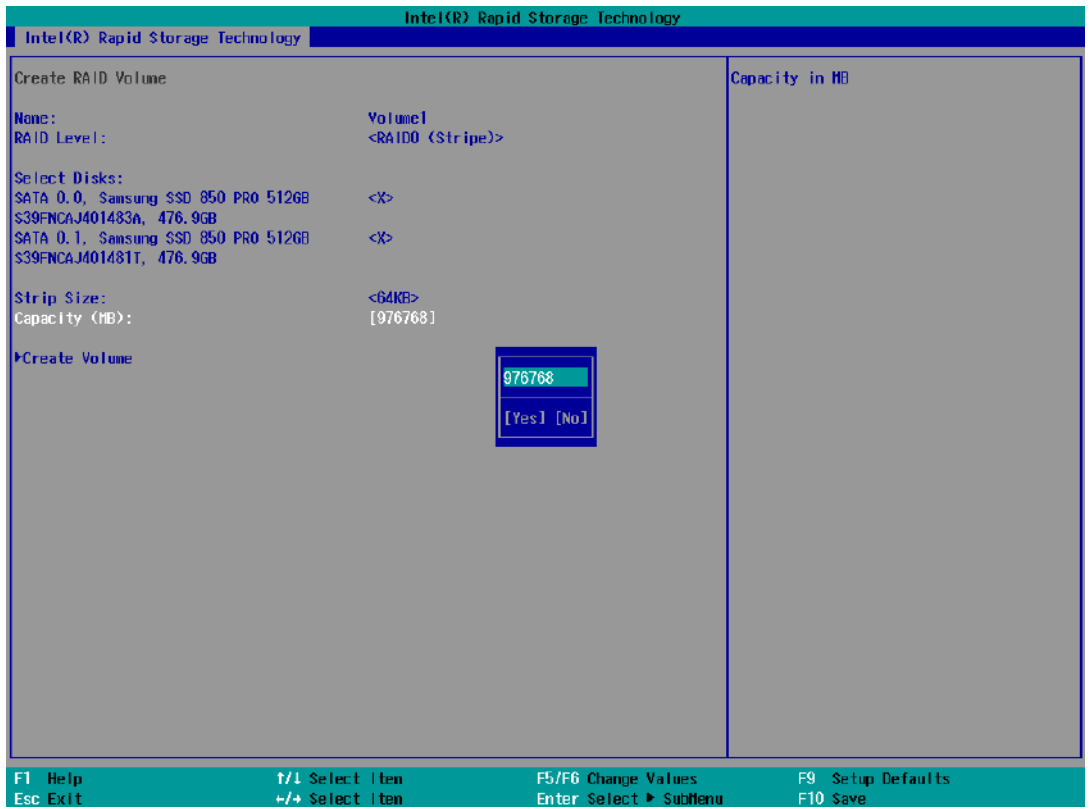 Intel(R) Rapid Storage Technology
Intel(R) Rapid Storage Technology
Create RAID Volume
Capacity in MB
Name: Volume1
RAID Level: <RAID0 (Stripe)>
Select Disks:
SATA 0.0, Samsung SSD 850 PRO 512GB <X>
S39FNCAJ401483A, 476.9GB
SATA 0.1, Samsung SSD 850 PRO 512GB <X>
S39FNCAJ401481T, 476.9GB
Strip Size: <64KB>
Capacity (MB): [976768]
▶Create Volume
976768
[Yes] [No]
F1 Help ↑/↓ Select Item F5/F6 Change Values F9 Setup Defaults
Esc Exit ←/→ Select Item Enter Select ▶ SubMenu F10 Save